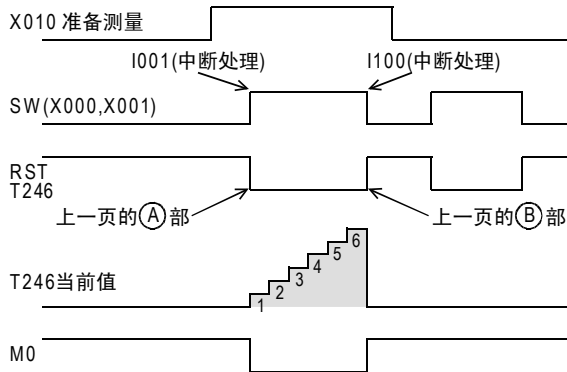 X010 准备测量
I001(中断处理)
I100(中断处理)
SW(X000,X001)
RST
T246
上一页的Ⓐ部
上一页的Ⓑ部
T246当前值
1
2
3
4
5
6
M0